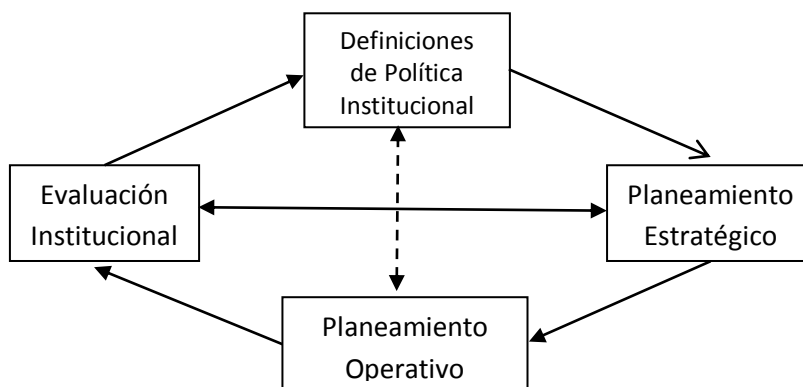 Definiciones
de Política
Institucional
Evaluación
Institucional
Planeamiento
Estratégico
Planeamiento
Operativo